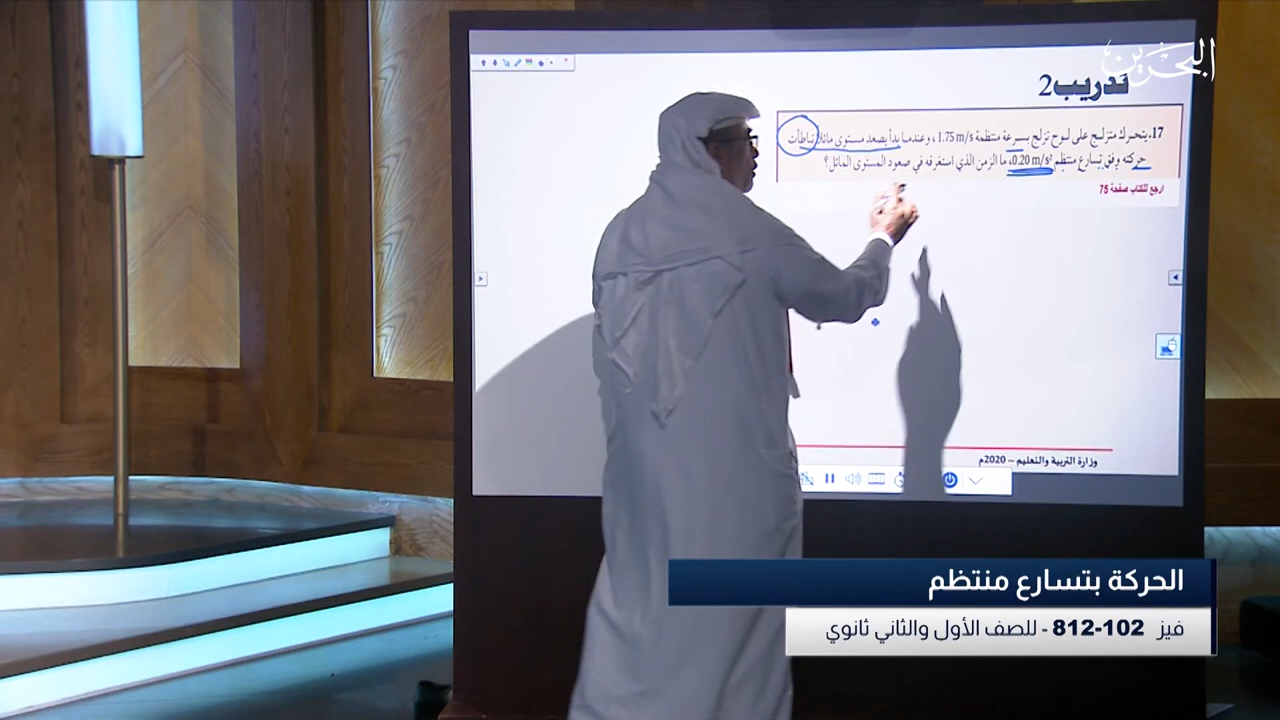 البحرين
تدريب2
17. يتحرك متزلج على لوح تزلج بسرعة منتظمة 1.75 m/s ، وعندما بدأ يصعد مستوى مائلاً تباطأت
حركته وفق تسارع منتظم 0.20 m/s²، ما الزمن الذي استغرقه في صعود المستوى المائل؟
ارجع للكتاب صفحة 75
وزارة التربية والتعليم – 2020م
الحركة بتسارع منتظم
فيز 102-812 - للصف الأول والثاني ثانوي